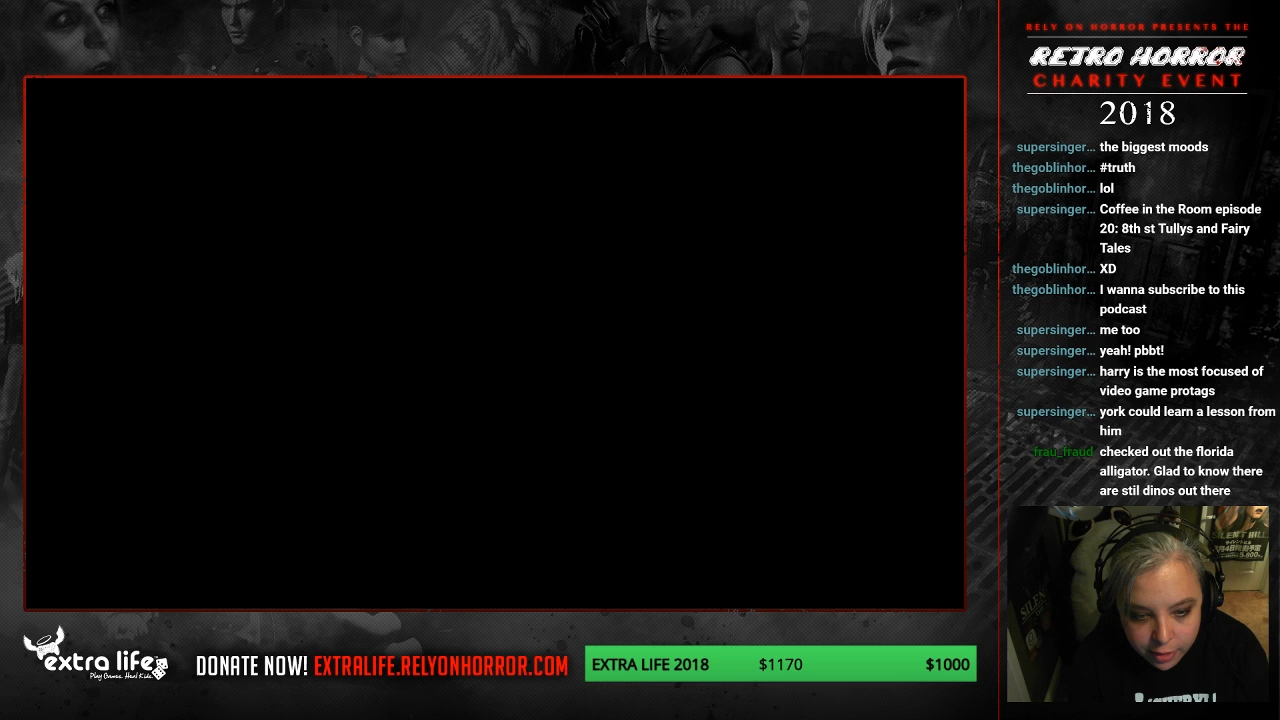 RELY ON HORROR PRESENTS THE
RETRO HORROR
CHARITY EVENT
2018
supersinger... the biggest moods
thegoblinhor... #truth
thegoblinhor... lol
supersinger... Coffee in the Room episode
20: 8th st Tullys and Fairy
Tales
thegoblinhor... XD
thegoblinhor... I wanna subscribe to this
podcast
supersinger... me too
supersinger... yeah! pbbt!
supersinger... harry is the most focused of
video game protags
supersinger... york could learn a lesson from
him
frau_fraud checked out the florida
alligator. Glad to know there
are stil dinos out there
SILENT HILL
extra life
Play Games. Heal Kids.
DONATE NOW! EXTRALIFE.RELYONHORROR.COM
EXTRA LIFE 2018 $1170 $1000